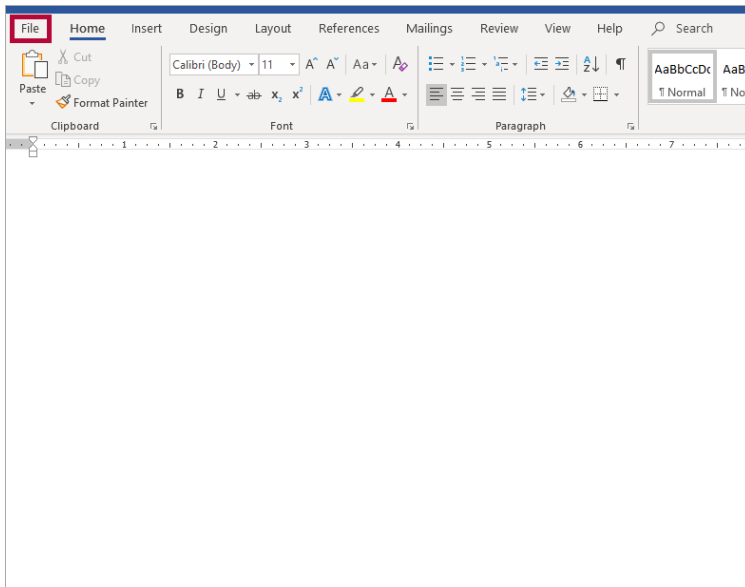 File Home Insert Design Layout References Mailings Review View Help Search
Cut
Copy
Paste
Format Painter
Clipboard
Calibri (Body) 11 A A Aa A
B I U ab x₂ x² A A
Font
A Z ¶
Paragraph
AaBbCcDc AaB
¶ Normal ¶ No
1 2 3 4 5 6 7